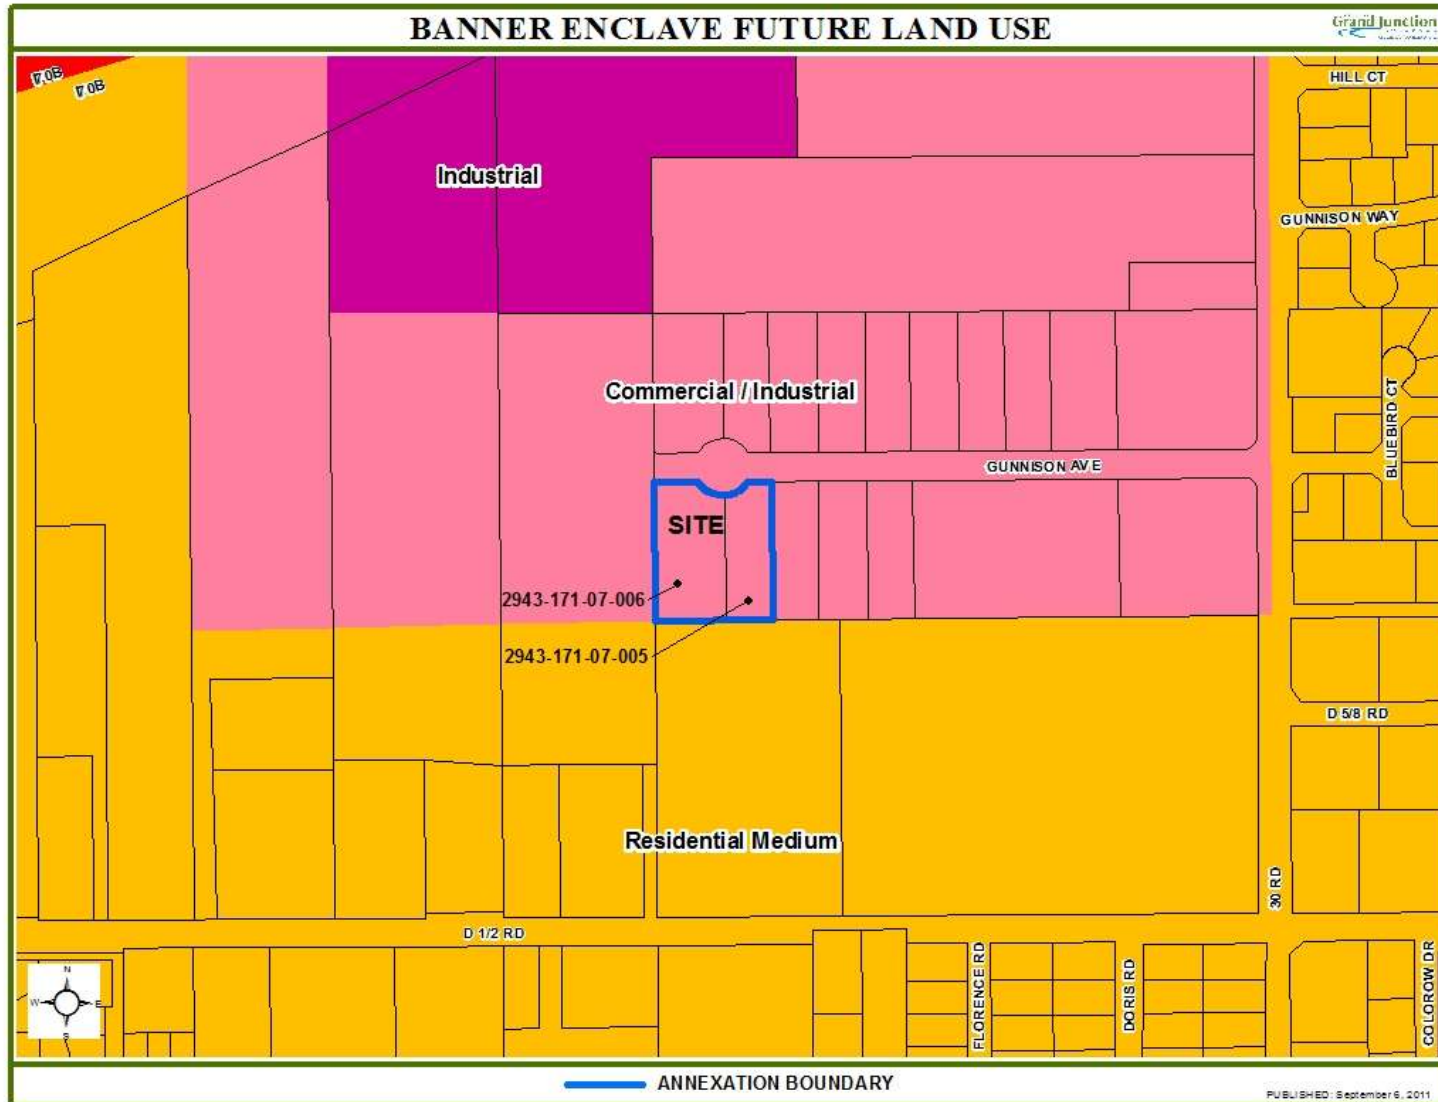 BANNER ENCLAVE FUTURE LAND USE
Grand Junction
HILL CT
Industrial
GUNNISON WAY
Commercial / Industrial
BLUEBIRD CT
GUNNISON AVE
SITE
2943-171-07-006
2943-171-07-005
D 5/8 RD
Residential Medium
30 RD
D 1/2 RD
FLORENCE RD
DORIS RD
COLOROW DR
N
W
E
S
ANNEXATION BOUNDARY
PUBLISHED: September 6, 2011